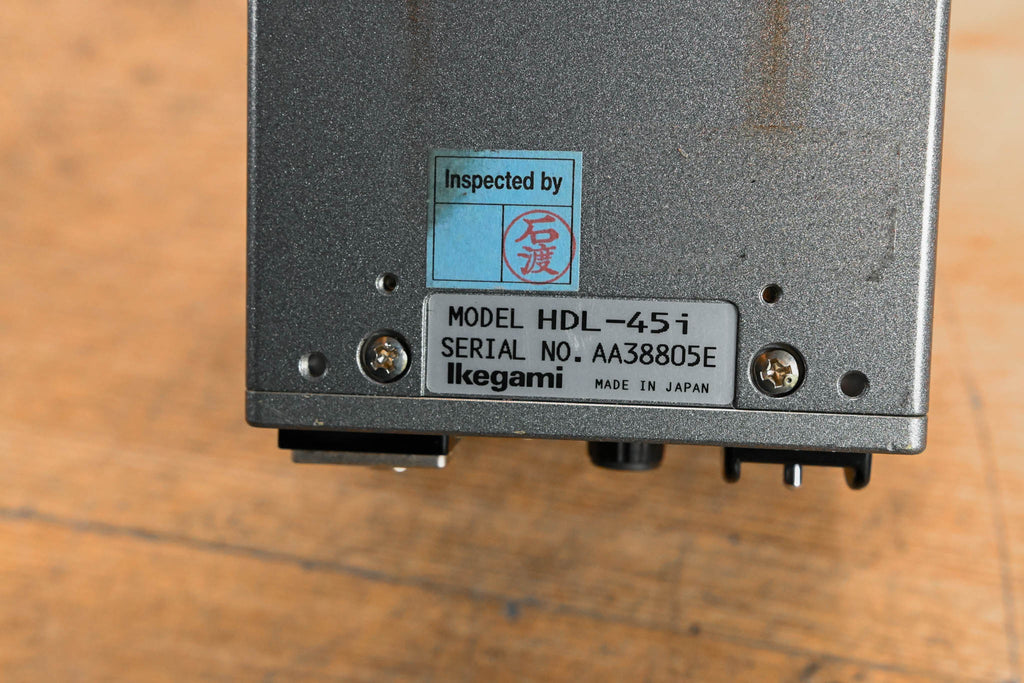 Inspected by
石
渡
MODEL HDL-45i
SERIAL NO. AA38805E
Ikegami MADE IN JAPAN